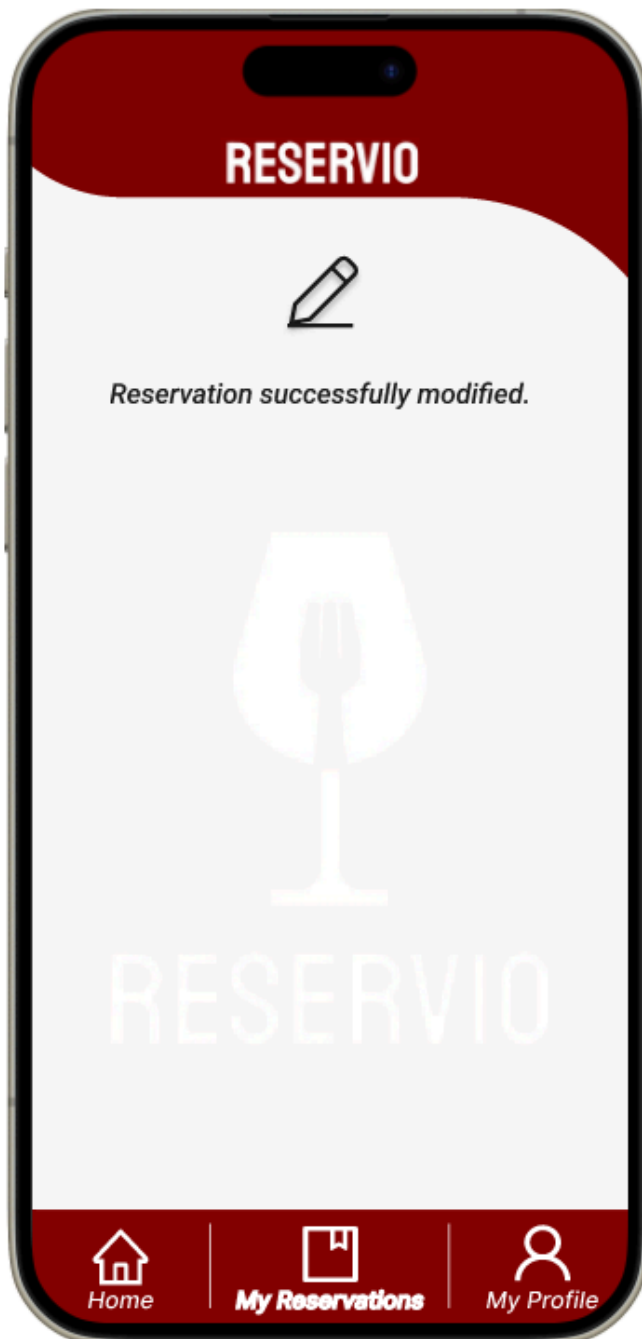 RESERVIO
Reservation successfully modified.
RESERVIO
Home
My Reservations
My Profile